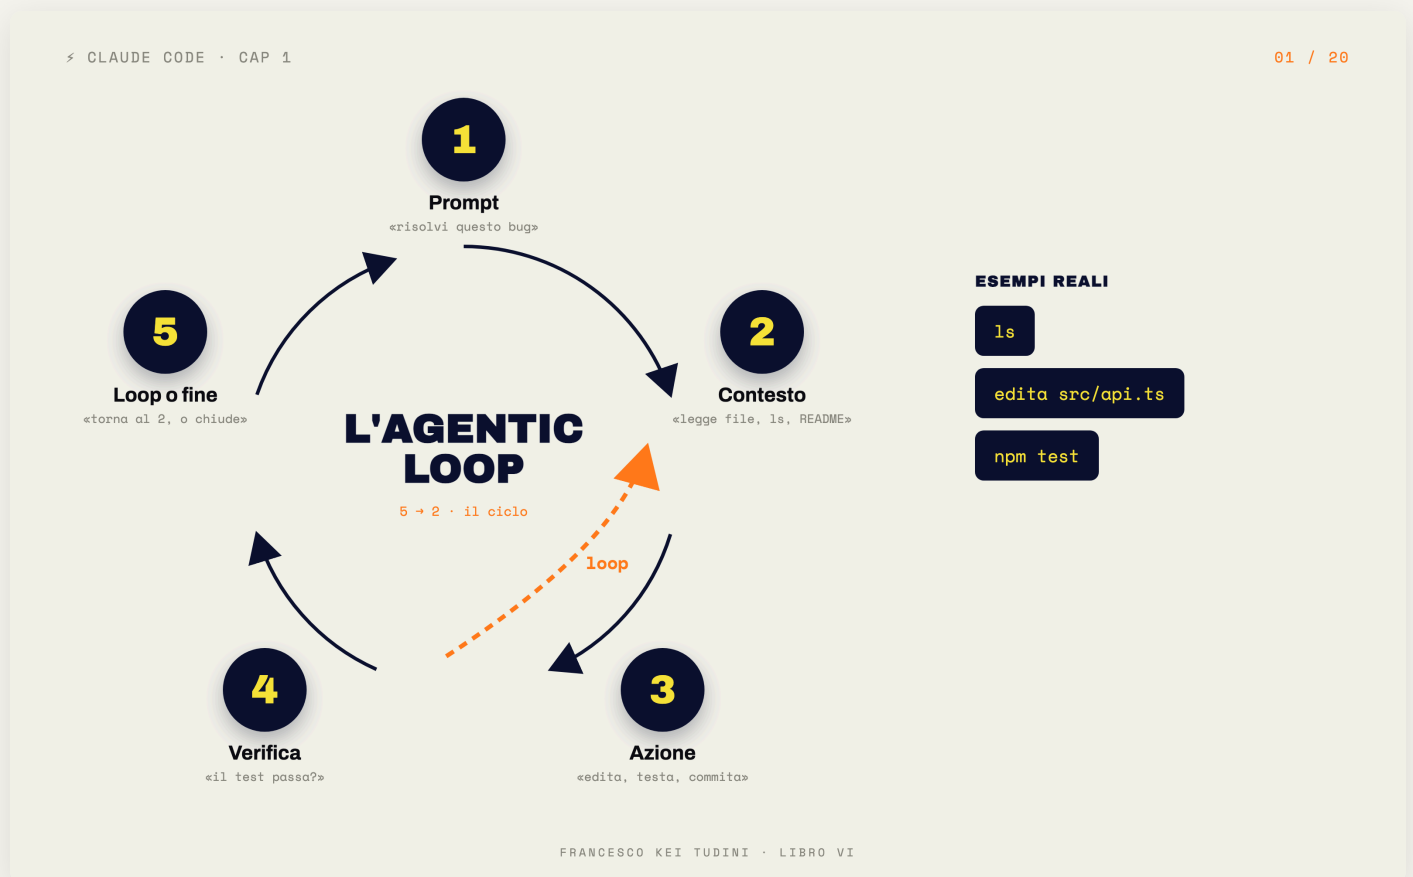 ⚡ CLAUDE CODE · CAP 1
01 / 20
1
Prompt
«risolvi questo bug»
2
Contesto
«legge file, ls, README»
3
Azione
«edita, testa, commita»
4
Verifica
«il test passa?»
5
Loop o fine
«torna al 2, o chiude»
L'AGENTIC
LOOP
5 → 2 · il ciclo
loop
ESEMPI REALI
ls
edita src/api.ts
npm test
FRANCESCO KEI TUDINI · LIBRO VI